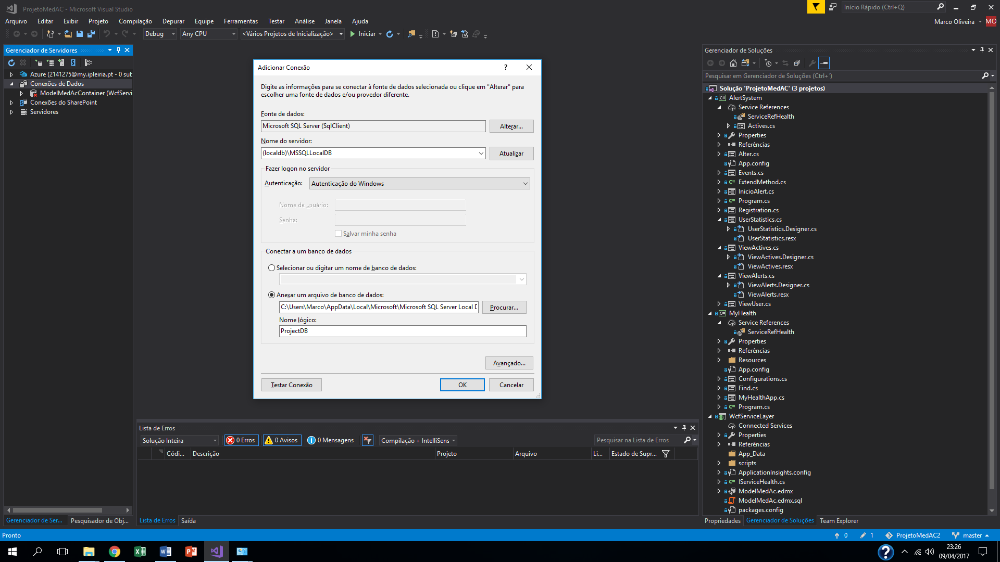 ProjetoMedAC - Microsoft Visual Studio
Início Rápido (Ctrl+Q)
Arquivo Editar Exibir Projeto Compilação Depurar Equipe Ferramentas Testar Análise Janela Ajuda
Marco Oliveira MO
Debug Any CPU <Vários Projetos de Inicialização> Iniciar
Gerenciador de Servidores
Azure (2141275@my.ipleiria.pt - 0 sub
Conexões de Dados
ModelMedAcContainer (WcfServi
Conexões do SharePoint
Servidores
Gerenciador de Ser...
Pesquisador de Obj...
Adicionar Conexão
?
Digite as informações para se conectar à fonte de dados selecionada ou clique em "Alterar" para
escolher uma fonte de dados e/ou provedor diferente.
Fonte de dados:
Microsoft SQL Server (SqlClient)
Alterar...
Nome do servidor:
(localdb)\MSSQLLocalDB
Atualizar
Fazer logon no servidor
Autenticação: Autenticação do Windows
Nome de usuário:
Senha:
Salvar minha senha
Conectar a um banco de dados
Selecionar ou digitar um nome de banco de dados:
Anexar um arquivo de banco de dados:
C:\Users\Marco\AppData\Local\Microsoft\Microsoft SQL Server Local D
Procurar...
Nome lógico:
ProjectDB
Avançado...
Testar Conexão
OK
Cancelar
Lista de Erros
Solução Inteira
0 Erros
0 Avisos
0 Mensagens
Compilação + IntelliSens
Pesquisar na Lista de Erros
Códi... Descrição Projeto Arquivo Li... Estado de Supr...
Lista de Erros
Saída
Gerenciador de Soluções
Pesquisar em Gerenciador de Soluções (Ctrl+´)
Solução 'ProjetoMedAC' (3 projetos)
AlertSystem
Service References
ServiceRefHealth
Actives.cs
Properties
Referências
Alter.cs
App.config
Events.cs
ExtendMethod.cs
InicioAlert.cs
Program.cs
Registration.cs
UserStatistics.cs
UserStatistics.Designer.cs
UserStatistics.resx
ViewActives.cs
ViewActives.Designer.cs
ViewActives.resx
ViewAlerts.cs
ViewAlerts.Designer.cs
ViewAlerts.resx
ViewUser.cs
MyHealth
Service References
ServiceRefHealth
Properties
Referências
Resources
App.config
Configurations.cs
Find.cs
MyHealthApp.cs
Program.cs
WcfServiceLayer
Connected Services
Properties
Referências
App_Data
scripts
ApplicationInsights.config
IServiceHealth.cs
ModelMedAc.edmx
ModelMedAc.edmx.sql
packages.config
Propriedades
Gerenciador de Soluções
Team Explorer
Pronto
0
1
ProjetoMedAC2
master
23:26
09/04/2017